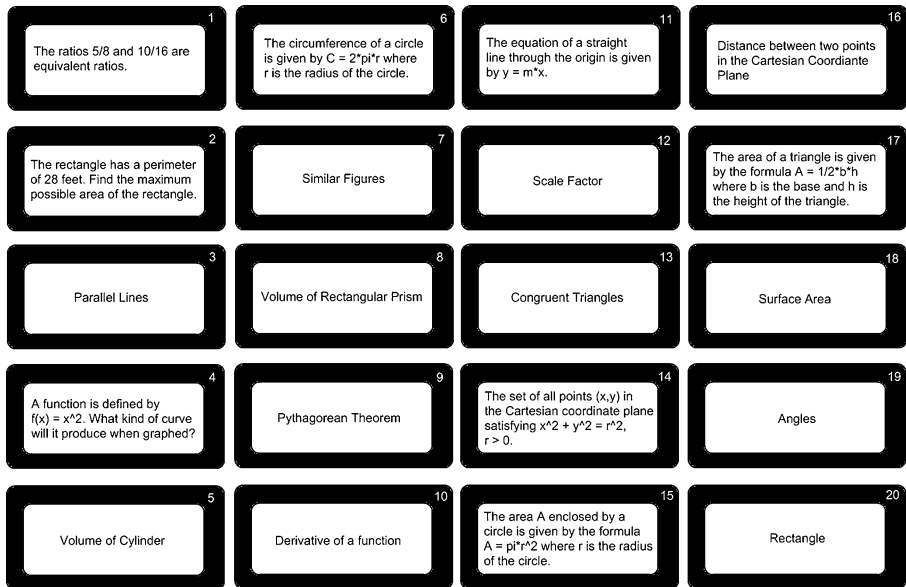 1
The ratios 5/8 and 10/16 are
equivalent ratios.
2
The rectangle has a perimeter
of 28 feet. Find the maximum
possible area of the rectangle.
3
Parallel Lines
4
A function is defined by
f(x) = x^2. What kind of curve
will it produce when graphed?
5
Volume of Cylinder
6
The circumference of a circle
is given by C = 2*pi*r where
r is the radius of the circle.
7
Similar Figures
8
Volume of Rectangular Prism
9
Pythagorean Theorem
10
Derivative of a function
11
The equation of a straight
line through the origin is given
by y = m*x.
12
Scale Factor
13
Congruent Triangles
14
The set of all points (x,y) in
the Cartesian coordinate plane
satisfying x^2 + y^2 = r^2,
r > 0.
15
The area A enclosed by a
circle is given by the formula
A = pi*r^2 where r is the radius
of the circle.
16
Distance between two points
in the Cartesian Coordiante
Plane
17
The area of a triangle is given
by the formula A = 1/2*b*h
where b is the base and h is
the height of the triangle.
18
Surface Area
19
Angles
20
Rectangle